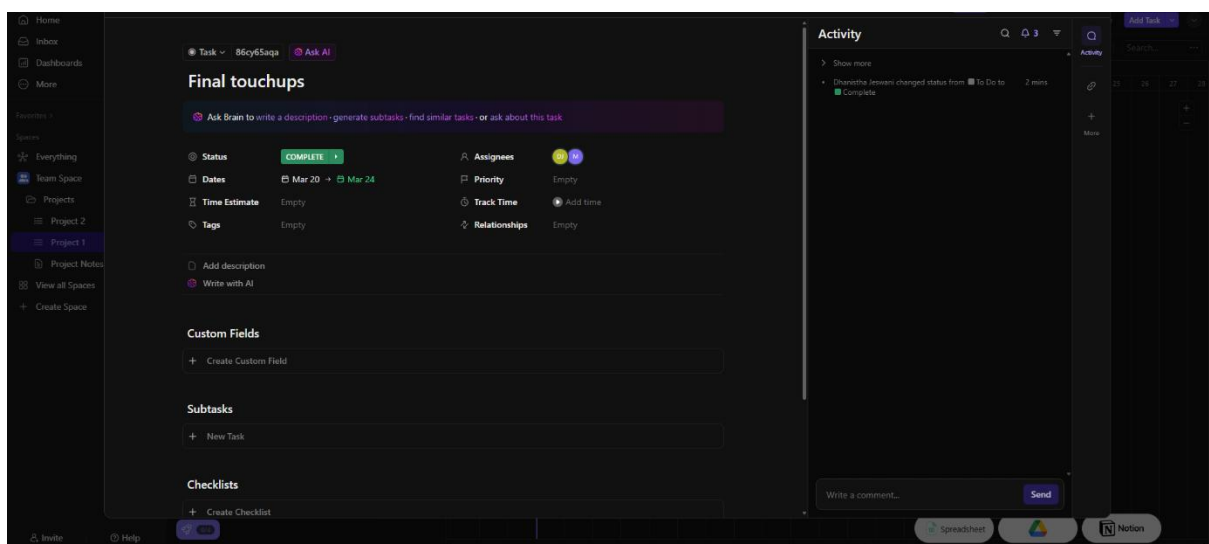 Home
Inbox
Dashboards
More
Favorites
Spaces
Everything
Team Space
Projects
Project 2
Project 1
Project Notes
View all Spaces
Create Space
Invite
Help
Task 86cy65aqa Ask AI
Final touchups
Ask Brain to write a description · generate subtasks · find similar tasks · or ask about this task
Status COMPLETE Assignees DJ M
Dates Mar 20 → Mar 24 Priority Empty
Time Estimate Empty Track Time Add time
Tags Empty Relationships Empty
Add description
Write with AI
Custom Fields
+ Create Custom Field
Subtasks
+ New Task
Checklists
+ Create Checklist
Activity 3
Show more
Dhanistha Jeswani changed status from To Do to 2 mins
Complete
Write a comment... Send
Activity
More
Add Task
Search...
25 26 27 28
Spreadsheet
Notion